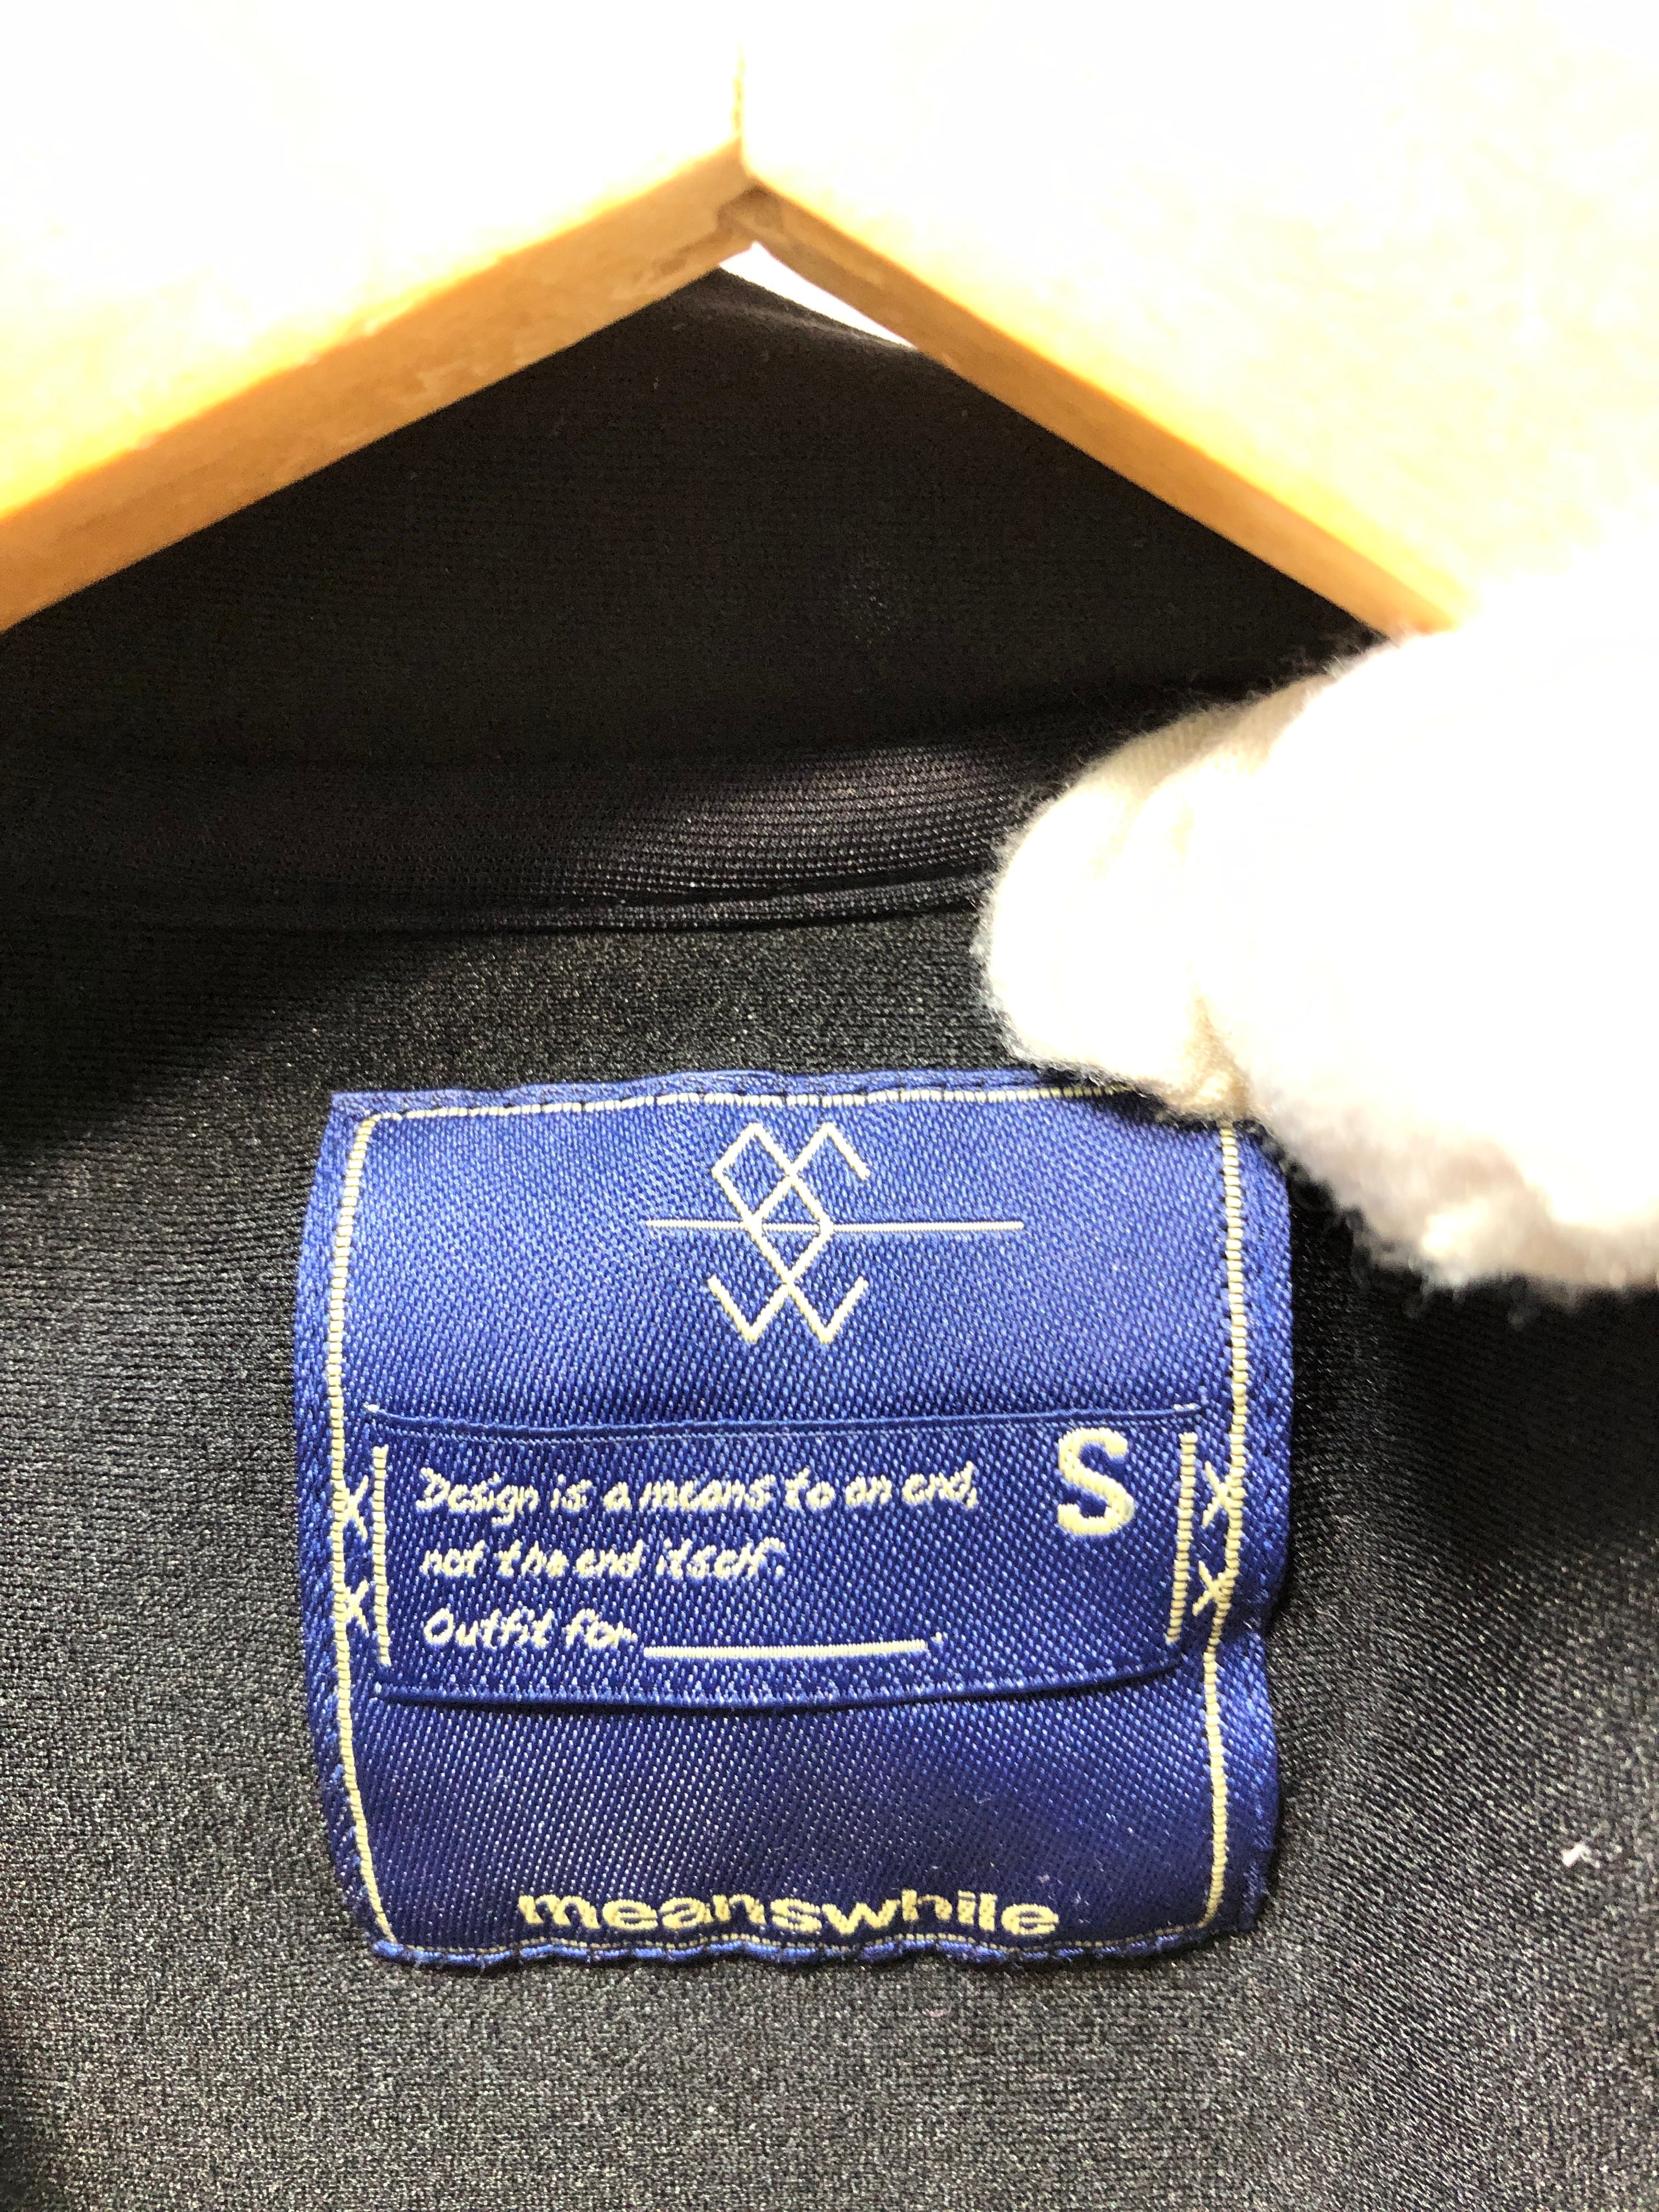 S
Design is a means to an end,
not the end itself.
Outfit for
meanswhile